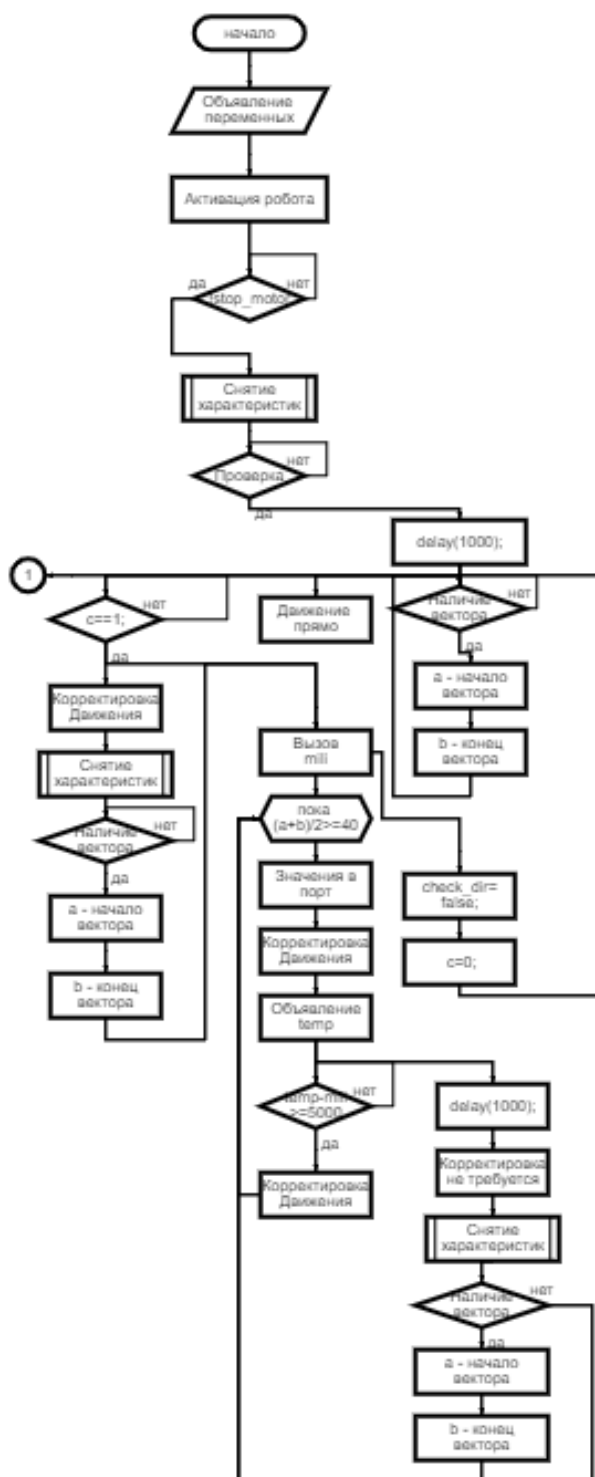 начало
Объявление
переменных
Активация робота
да
нет
!stop_motor
Снятие
характеристик
нет
Проверка
да
delay(1000);
1
нет
c==1;
да
Движение
прямо
нет
Наличие
вектора
да
a - начало
вектора
b - конец
вектора
Корректировка
Движения
Снятие
характеристик
нет
Наличие
вектора
да
a - начало
вектора
b - конец
вектора
Вызов
mili
пока
(a+b)/2>=40
Значения в
порт
Корректировка
Движения
Объявление
temp
check_dir=
false;
c=0;
нет
>=5000
да
Корректировка
Движения
delay(1000);
Корректировка
не требуется
Снятие
характеристик
нет
Наличие
вектора
да
a - начало
вектора
b - конец
вектора